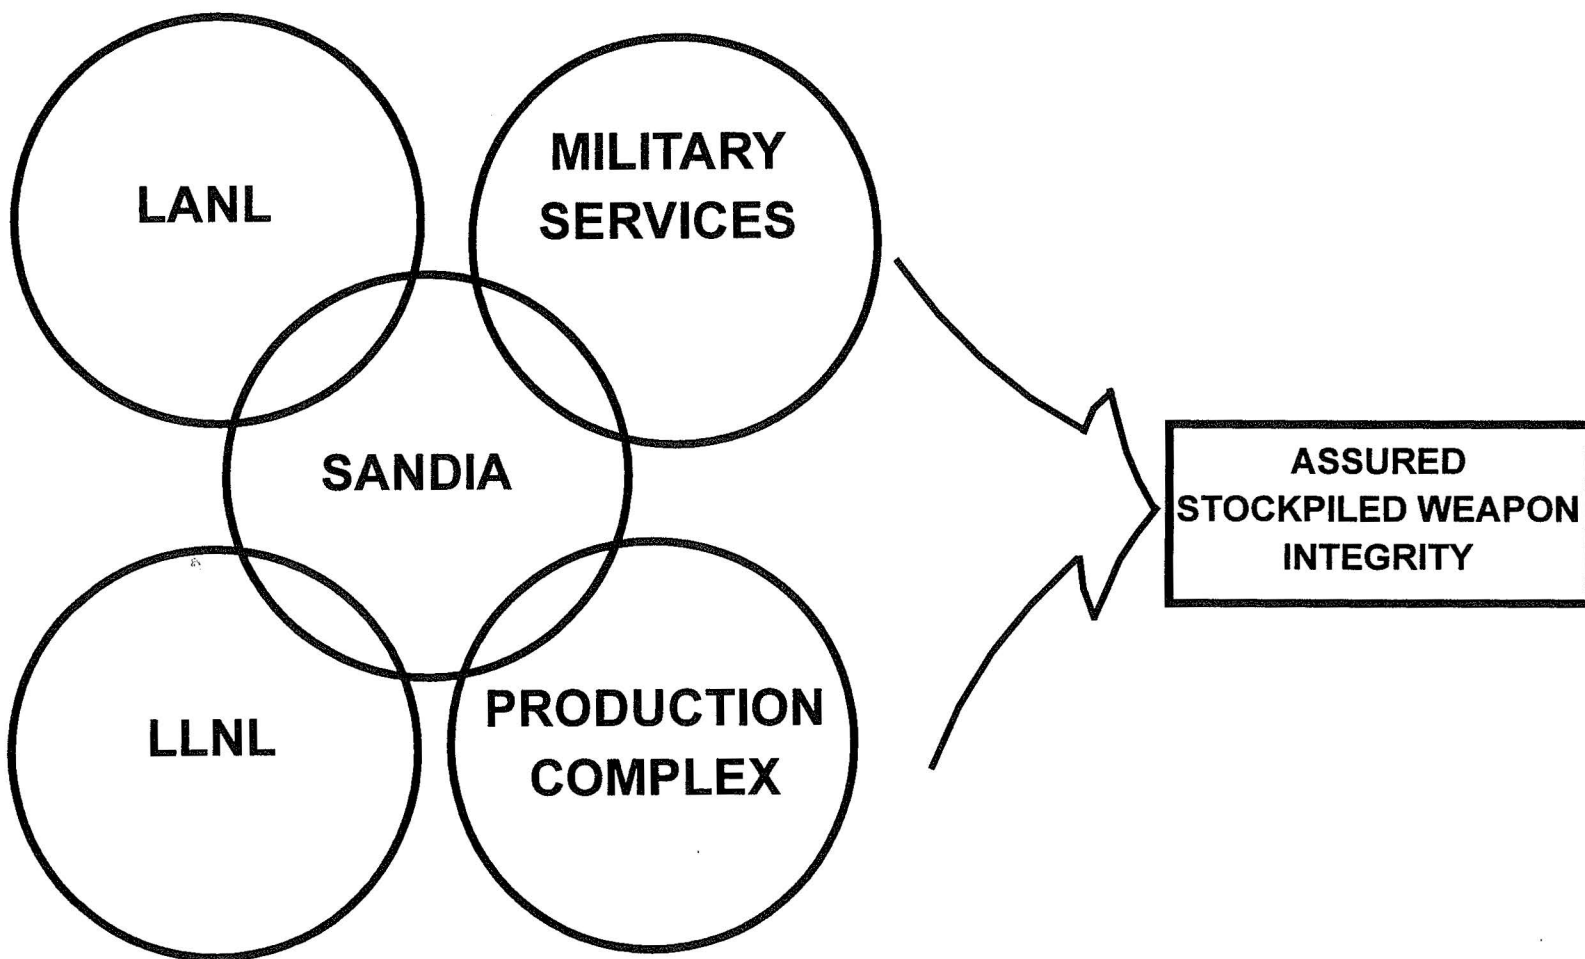 LANL
MILITARY
SERVICES
SANDIA
LLNL
PRODUCTION
COMPLEX
ASSURED
STOCKPILED WEAPON
INTEGRITY